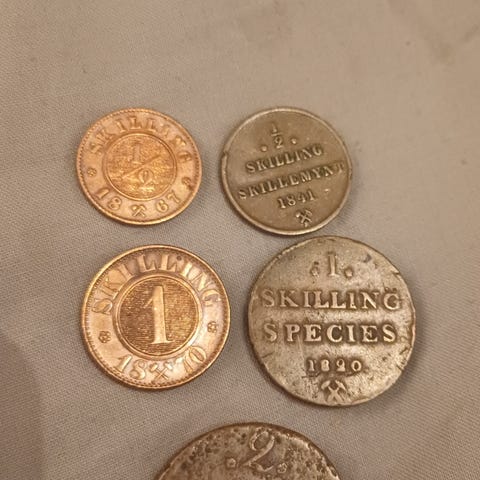 SKILLING
1/2
1867
1/2
SKILLING
SKILLEMYNT
1841
SKILLING
1
1870
.1.
SKILLING
SPECIES
1820
.2.